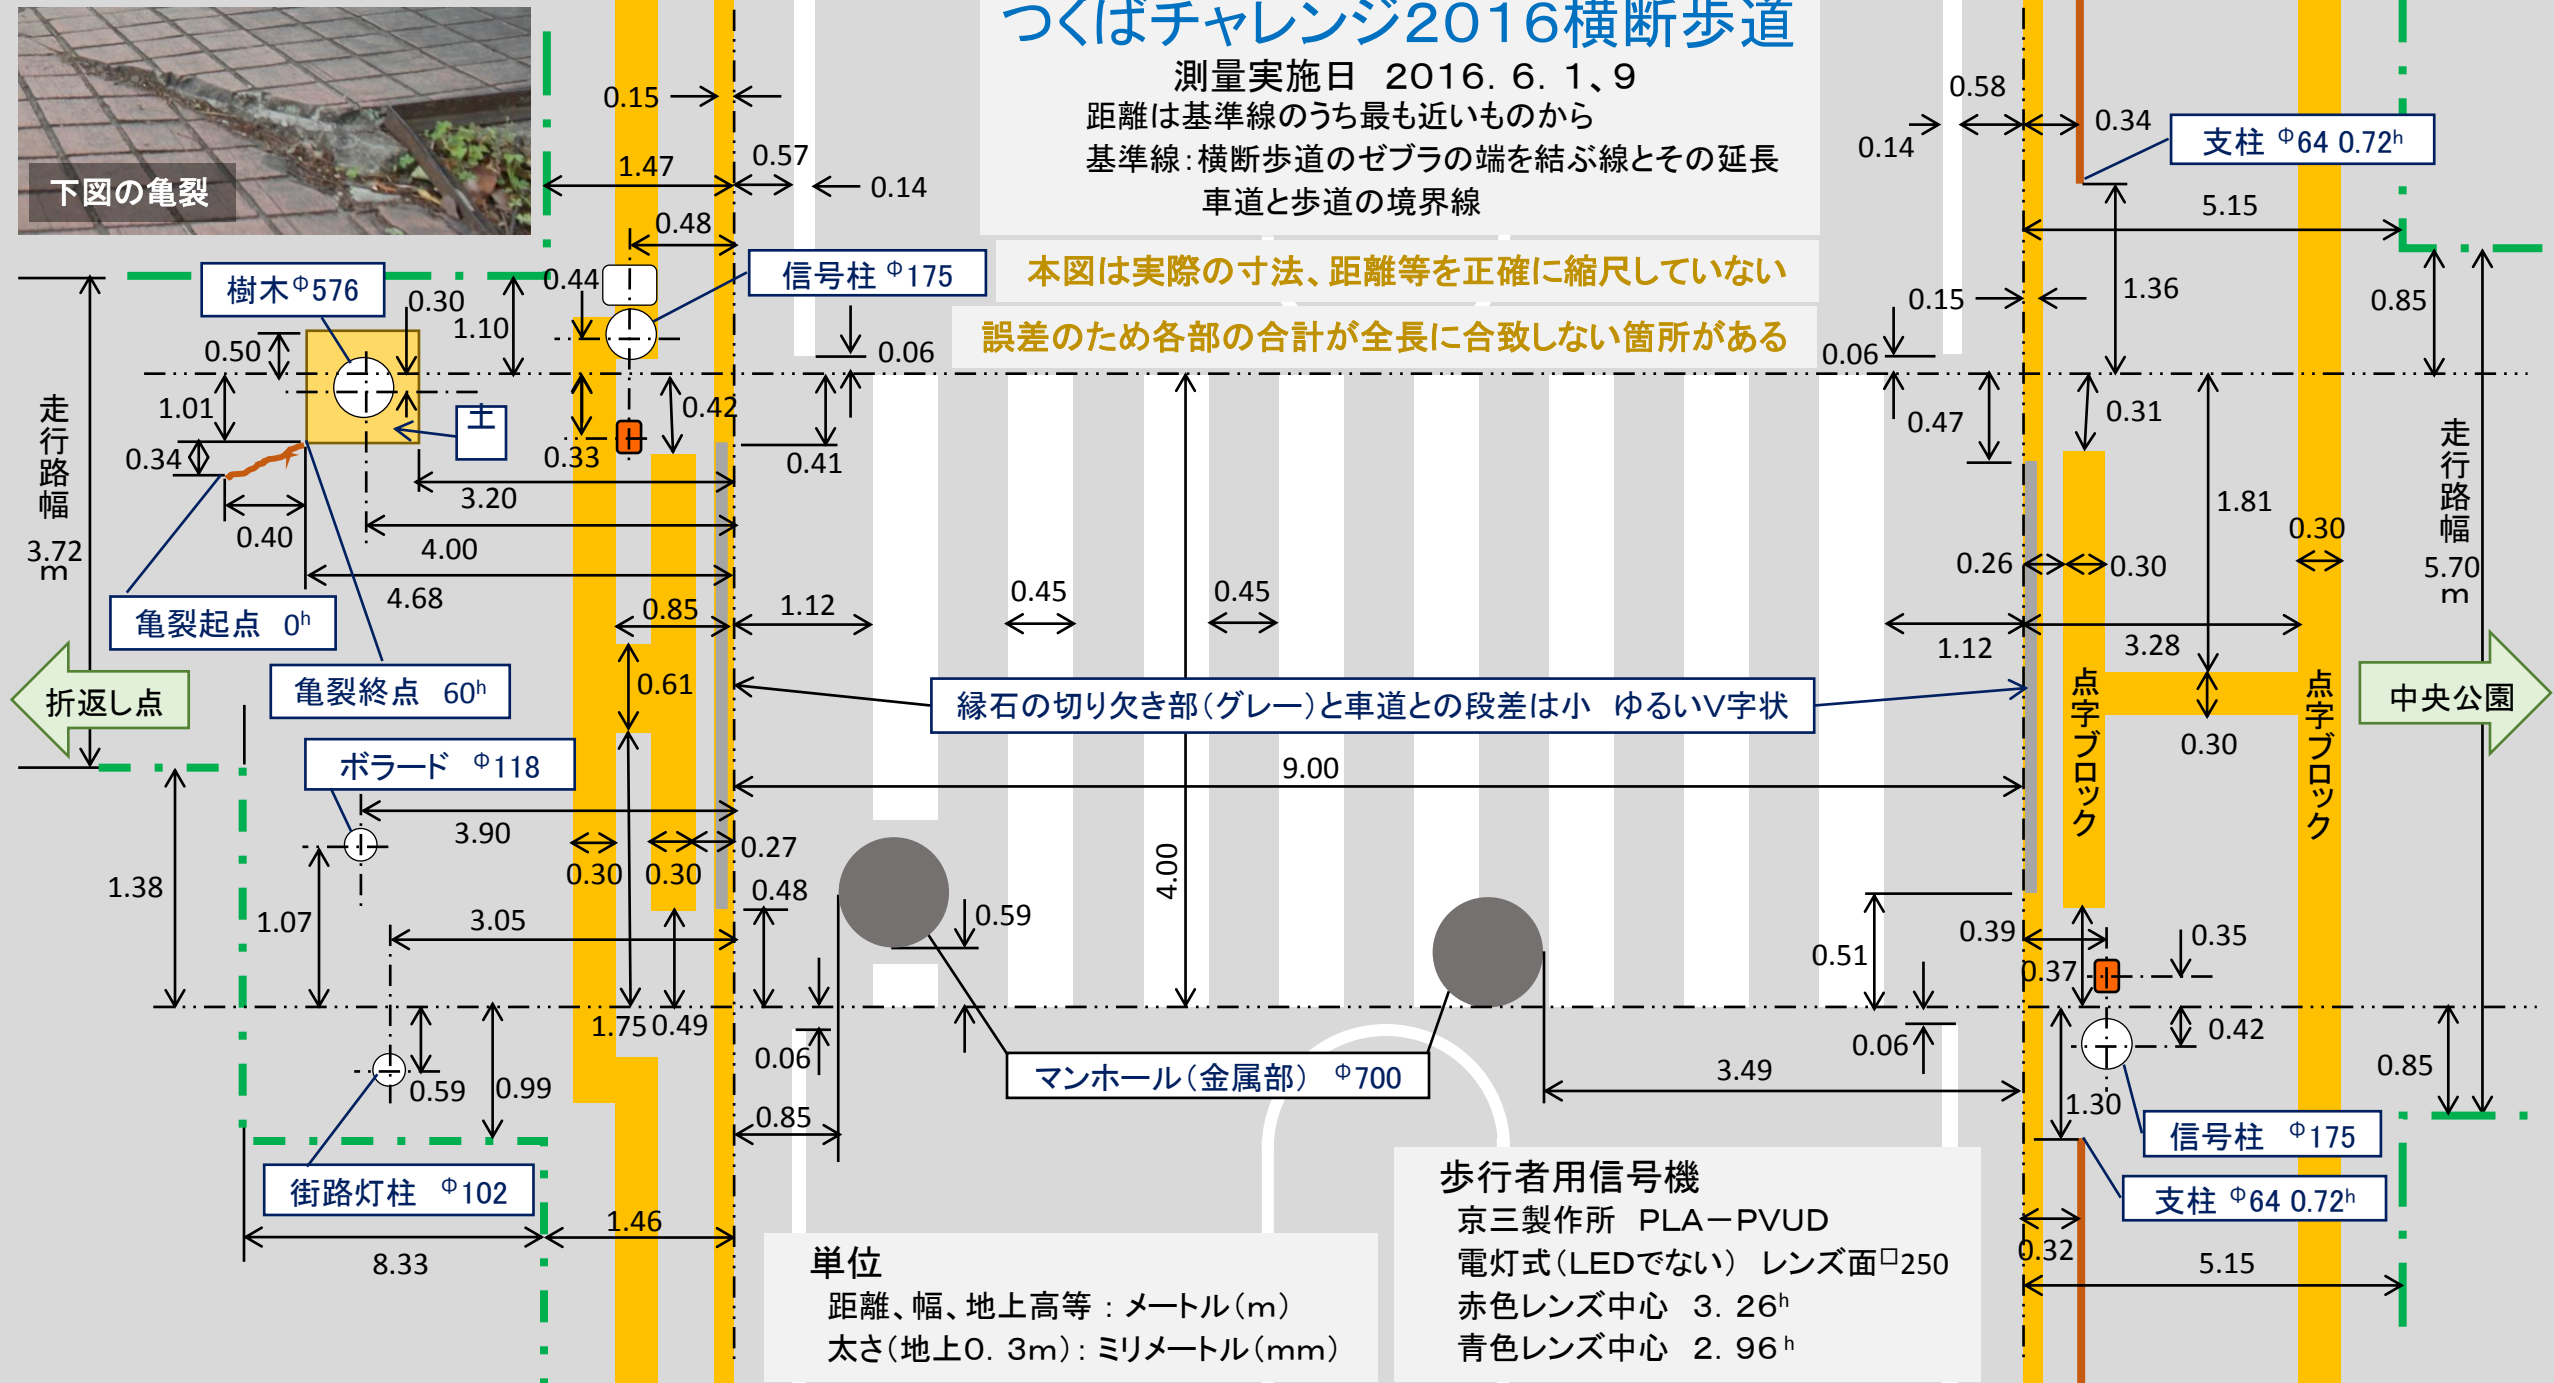 つくばチャレンジ2016横断歩道
測量実施日　2016. 6. 1、9
距離は基準線のうち最も近いものから
基準線：横断歩道のゼブラの端を結ぶ線とその延長
車道と歩道の境界線
本図は実際の寸法、距離等を正確に縮尺していない
誤差のため各部の合計が全長に合致しない箇所がある
下図の亀裂
0.15
1.47
0.57
0.14
0.48
0.44
信号柱 Φ175
樹木Φ576
0.30
1.10
0.50
0.06
1.01
土
0.42
0.34
0.33
0.41
3.20
0.40
4.00
4.68
走行路幅
3.72
m
亀裂起点　0h
亀裂終点　60h
折返し点
0.85
1.12
0.45
0.45
0.61
ボラード　Φ118
3.90
0.27
0.30
0.30
0.48
1.38
1.07
3.05
0.59
1.75
0.49
0.06
0.59
0.99
0.85
街路灯柱　Φ102
1.46
8.33
縁石の切り欠き部（グレー）と車道との段差は小　ゆるいV字状
9.00
4.00
マンホール（金属部）　Φ700
3.49
0.58
0.14
0.34
支柱 Φ64 0.72h
5.15
1.36
0.15
0.85
0.06
0.47
0.31
1.81
0.30
0.26
0.30
走行路幅
5.70
m
1.12
3.28
点字ブロック
点字ブロック
0.30
中央公園
0.51
0.39
0.35
0.37
0.06
0.42
0.85
1.30
信号柱　Φ175
支柱 Φ64 0.72h
0.32
5.15
単位
距離、幅、地上高等：メートル（m）
太さ（地上0. 3m）：ミリメートル（mm）
歩行者用信号機
京三製作所　PLA－PVUD
電灯式（LEDでない）　レンズ面□250
赤色レンズ中心　3. 26h
青色レンズ中心　2. 96h